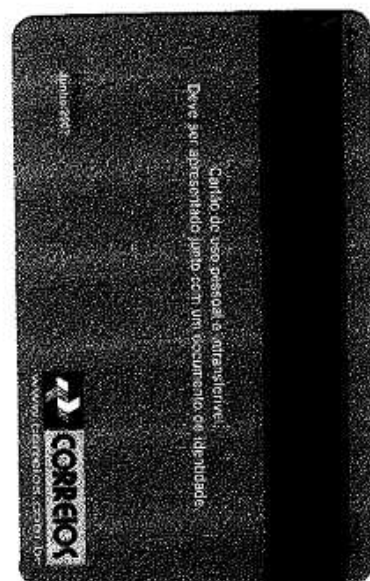 Cartão de uso pessoal e intransferível.
Deve ser apresentado junto com um documento de identidade
CORREIOS
www.correios.com.br